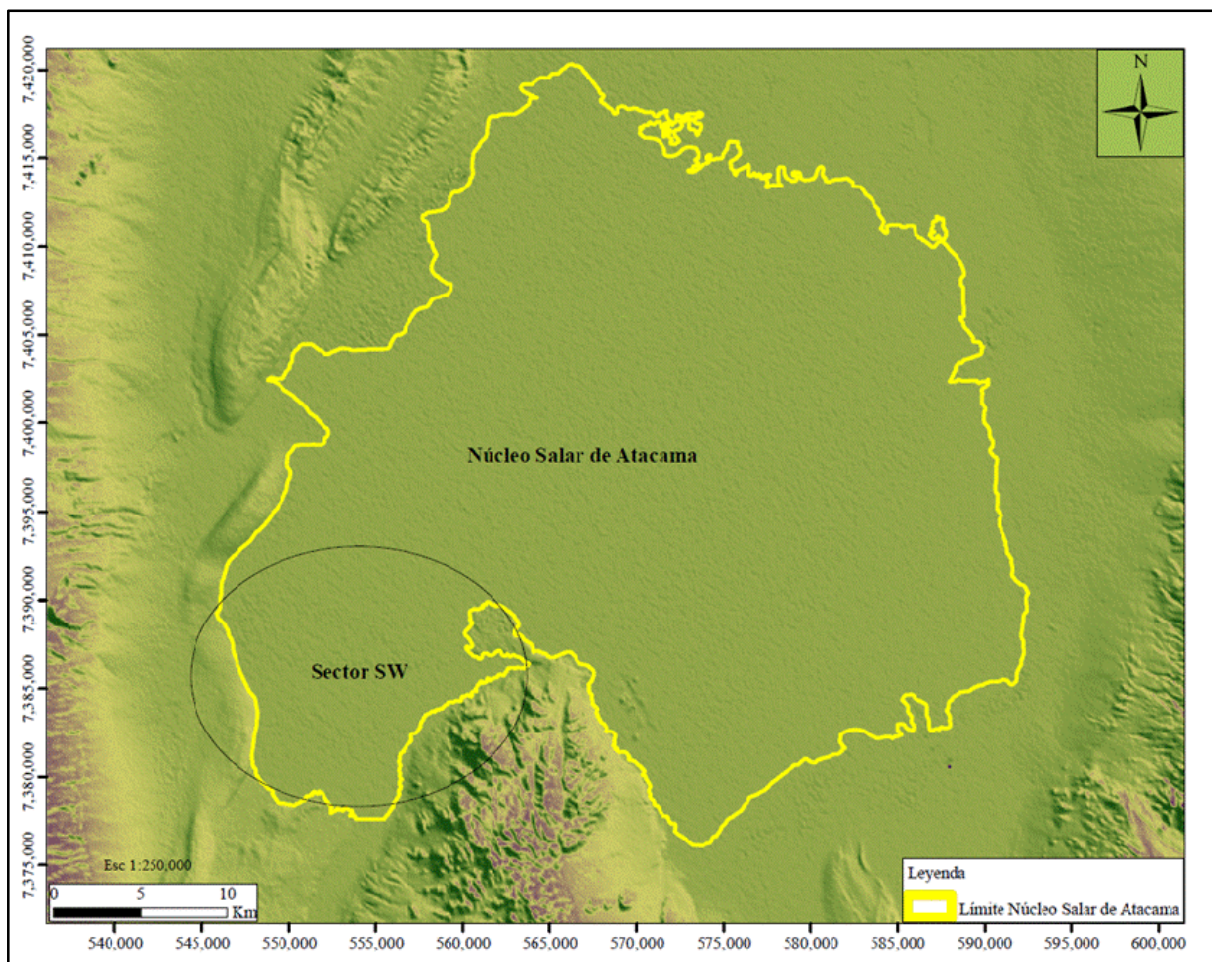 N
7,420,000
7,415,000
7,410,000
7,405,000
7,400,000
7,395,000
7,390,000
7,385,000
7,380,000
7,375,000
Núcleo Salar de Atacama
Sector SW
Esc 1:250,000
0 5 10
Km
Leyenda
Límite Núcleo Salar de Atacama
540,000 545,000 550,000 555,000 560,000 565,000 570,000 575,000 580,000 585,000 590,000 595,000 600,000